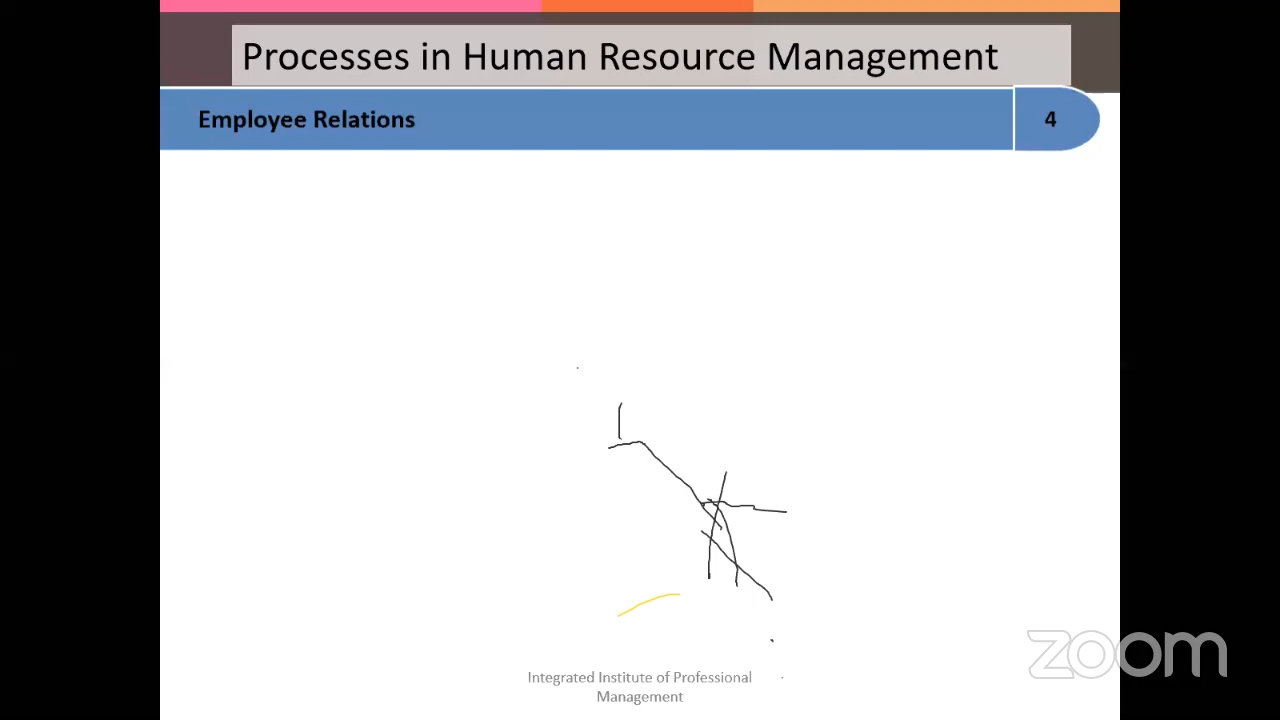 Processes in Human Resource Management
Employee Relations
4
Integrated Institute of Professional
Management
zoom